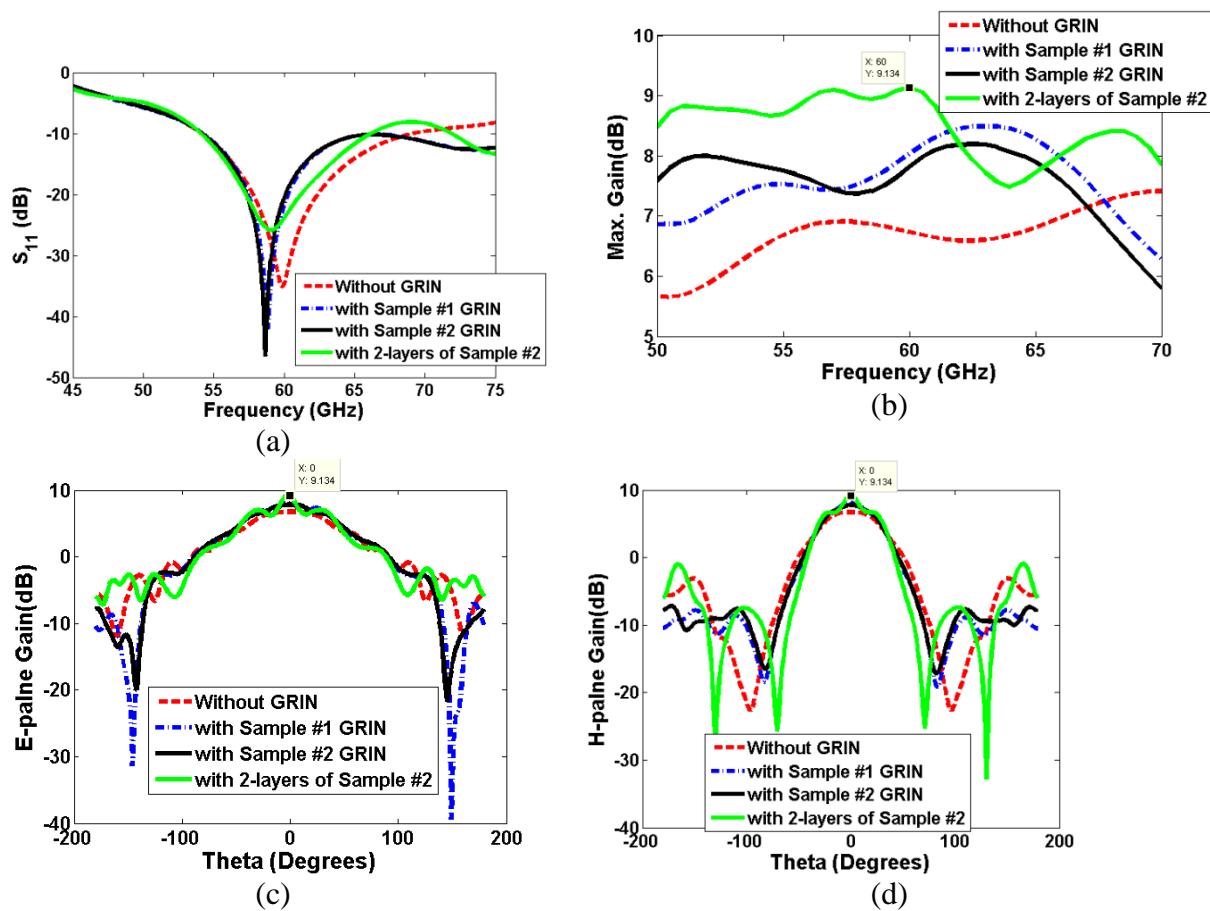 0
-10
-20
-30
-40
-50
45 50 55 60 65 70 75
S11 (dB)
Frequency (GHz)
Without GRIN
with Sample #1 GRIN
with Sample #2 GRIN
with 2-layers of Sample #2
(a)
10
9
8
7
6
5
50 55 60 65 70
Max. Gain(dB)
Frequency (GHz)
X: 60
Y: 9.134
Without GRIN
with Sample #1 GRIN
with Sample #2 GRIN
with 2-layers of Sample #2
(b)
10
0
-10
-20
-30
-40
-200 -100 0 100 200
E-palne Gain(dB)
Theta (Degrees)
X: 0
Y: 9.134
Without GRIN
with Sample #1 GRIN
with Sample #2 GRIN
with 2-layers of Sample #2
(c)
10
0
-10
-20
-30
-40
-200 -100 0 100 200
H-palne Gain(dB)
Theta (Degrees)
X: 0
Y: 9.134
Without GRIN
with Sample #1 GRIN
with Sample #2 GRIN
with 2-layers of Sample #2
(d)